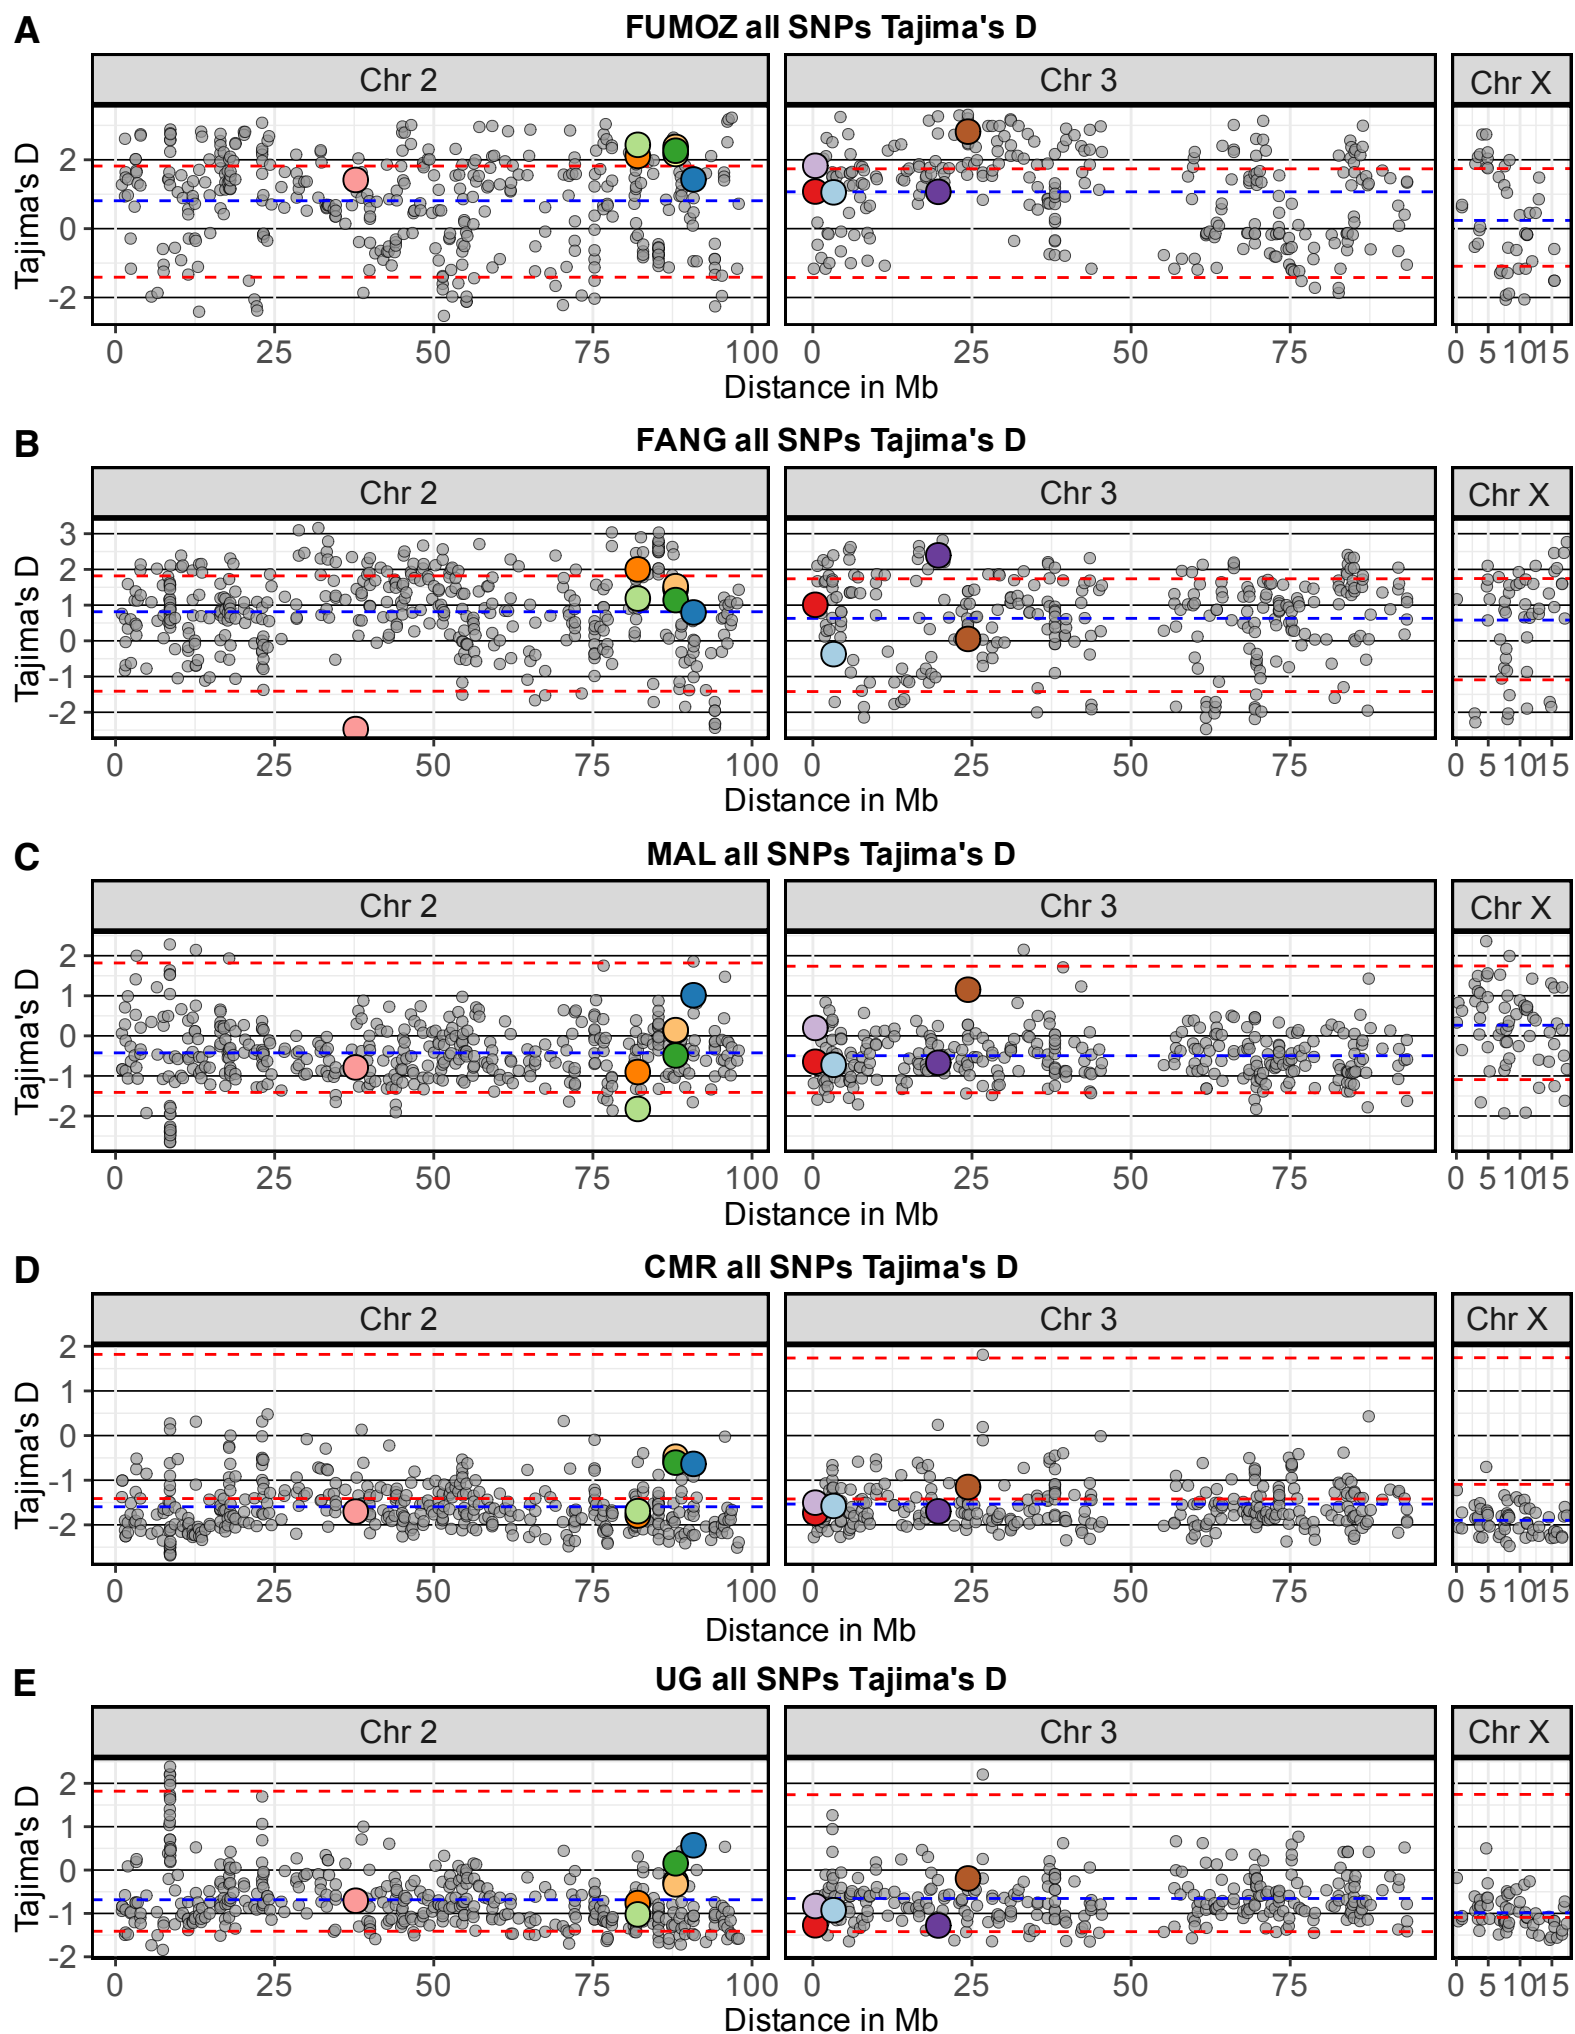 A FUMOZ all SNPs Tajima's D
Chr 2 Chr 3 Chr X
Tajima's D
2
0
-2
0 25 50 75 100 0 25 50 75 0 5 10 15
Distance in Mb
B FANG all SNPs Tajima's D
Chr 2 Chr 3 Chr X
Tajima's D
3
2
1
0
-1
-2
0 25 50 75 100 0 25 50 75 0 5 10 15
Distance in Mb
C MAL all SNPs Tajima's D
Chr 2 Chr 3 Chr X
Tajima's D
2
1
0
-1
-2
0 25 50 75 100 0 25 50 75 0 5 10 15
Distance in Mb
D CMR all SNPs Tajima's D
Chr 2 Chr 3 Chr X
Tajima's D
2
1
0
-1
-2
0 25 50 75 100 0 25 50 75 0 5 10 15
Distance in Mb
E UG all SNPs Tajima's D
Chr 2 Chr 3 Chr X
Tajima's D
2
1
0
-1
-2
0 25 50 75 100 0 25 50 75 0 5 10 15
Distance in Mb